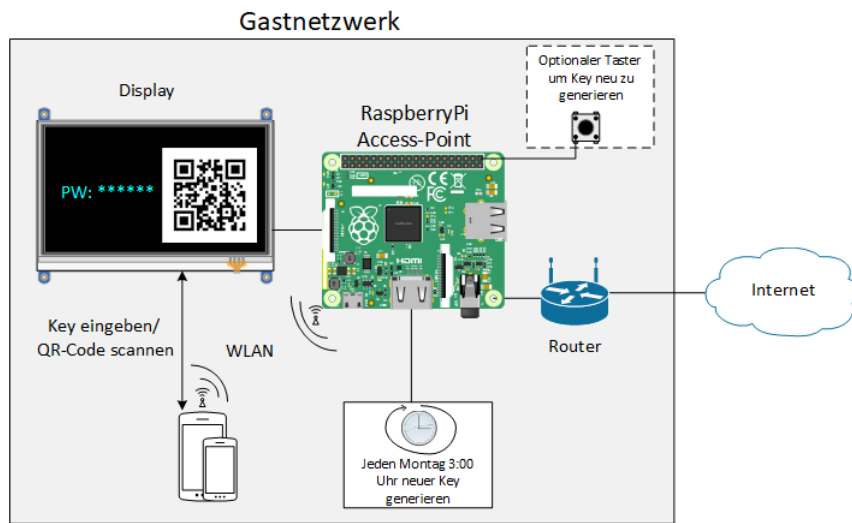 Gastnetzwerk
Optionaler Taster
um Key neu zu
generieren
Display
RaspberryPi
Access-Point
PW: ******
HDMI
Key eingeben/
QR-Code scannen
WLAN
Router
Internet
Jeden Montag 3:00
Uhr neuer Key
generieren